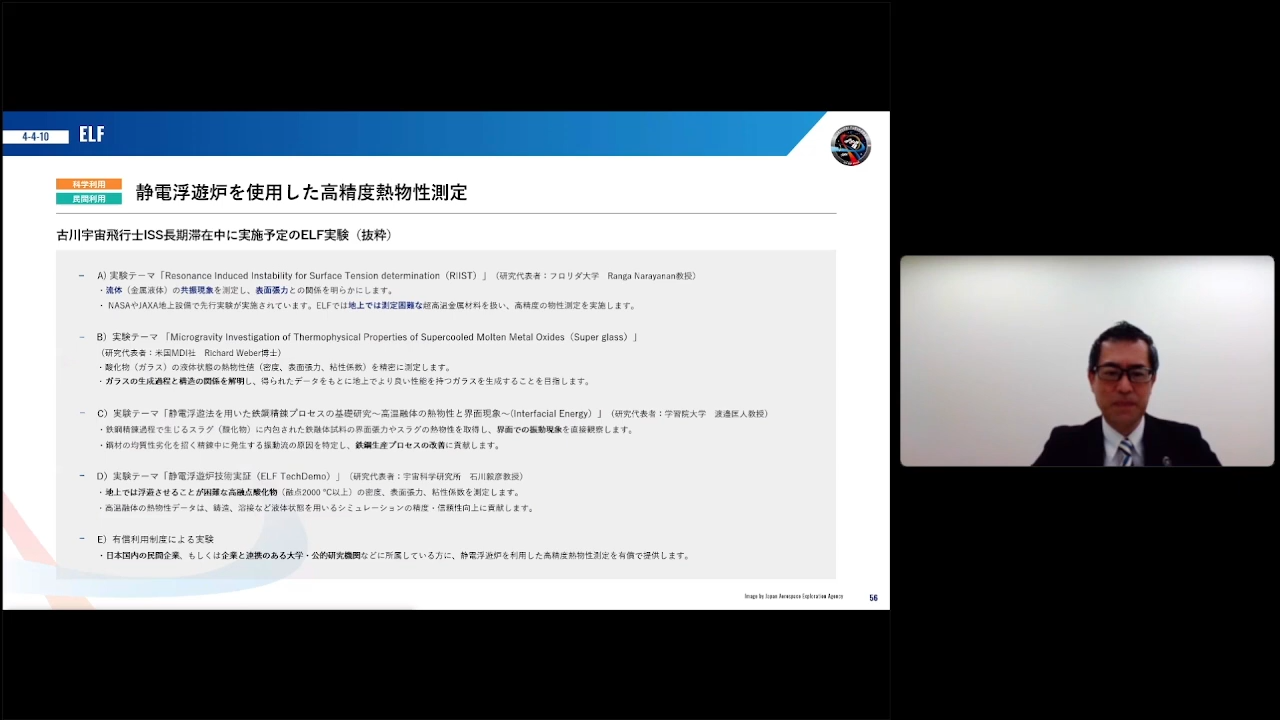 4-4-10 ELF
科学利用
民間利用
静電浮遊炉を使用した高精度熱物性測定
古川宇宙飛行士ISS長期滞在中に実施予定のELF実験（抜粋）
− A) 実験テーマ「Resonance Induced Instability for Surface Tension determination（RIIST）」（研究代表者：フロリダ大学 Ranga Narayanan教授）
・流体（金属液体）の共振現象を測定し、表面張力との関係を明らかにします。
・NASAやJAXA地上設備で先行実験が実施されています。ELFでは地上では測定困難な超高温金属材料を扱い、高精度の物性測定を実施します。
− B）実験テーマ 「Microgravity Investigation of Thermophysical Properties of Supercooled Molten Metal Oxides（Super glass）」
（研究代表者：米国MDI社 Richard Weber博士）
・酸化物（ガラス）の液体状態の熱物性値（密度、表面張力、粘性係数）を精密に測定します。
・ガラスの生成過程と構造の関係を解明し、得られたデータをもとに地上でより良い性能を持つガラスを生成することを目指します。
− C）実験テーマ「静電浮遊法を用いた鉄鋼精錬プロセスの基礎研究～高温融体の熱物性と界面現象～(Interfacial Energy）」（研究代表者：学習院大学 渡邉匡人教授）
・鉄鋼精錬過程で生じるスラグ（酸化物）に内包された鉄融体試料の界面張力やスラグの熱物性を取得し、界面での振動現象を直接観察します。
・鋼材の均質性劣化を招く精錬中に発生する振動流の原因を特定し、鉄鋼生産プロセスの改善に貢献します。
− D）実験テーマ「静電浮遊炉技術実証（ELF TechDemo）」（研究代表者：宇宙科学研究所 石川毅彦教授）
・地上では浮遊させることが困難な高融点酸化物（融点2000 ℃以上）の密度、表面張力、粘性係数を測定します。
・高温融体の熱物性データは、鋳造、溶接など液体状態を用いるシミュレーションの精度・信頼性向上に貢献します。
− E）有償利用制度による実験
・日本国内の民間企業、もしくは企業と連携のある大学・公的研究機関などに所属している方に、静電浮遊炉を利用した高精度熱物性測定を有償で提供します。
Image by Japan Aerospace Exploration Agency
56